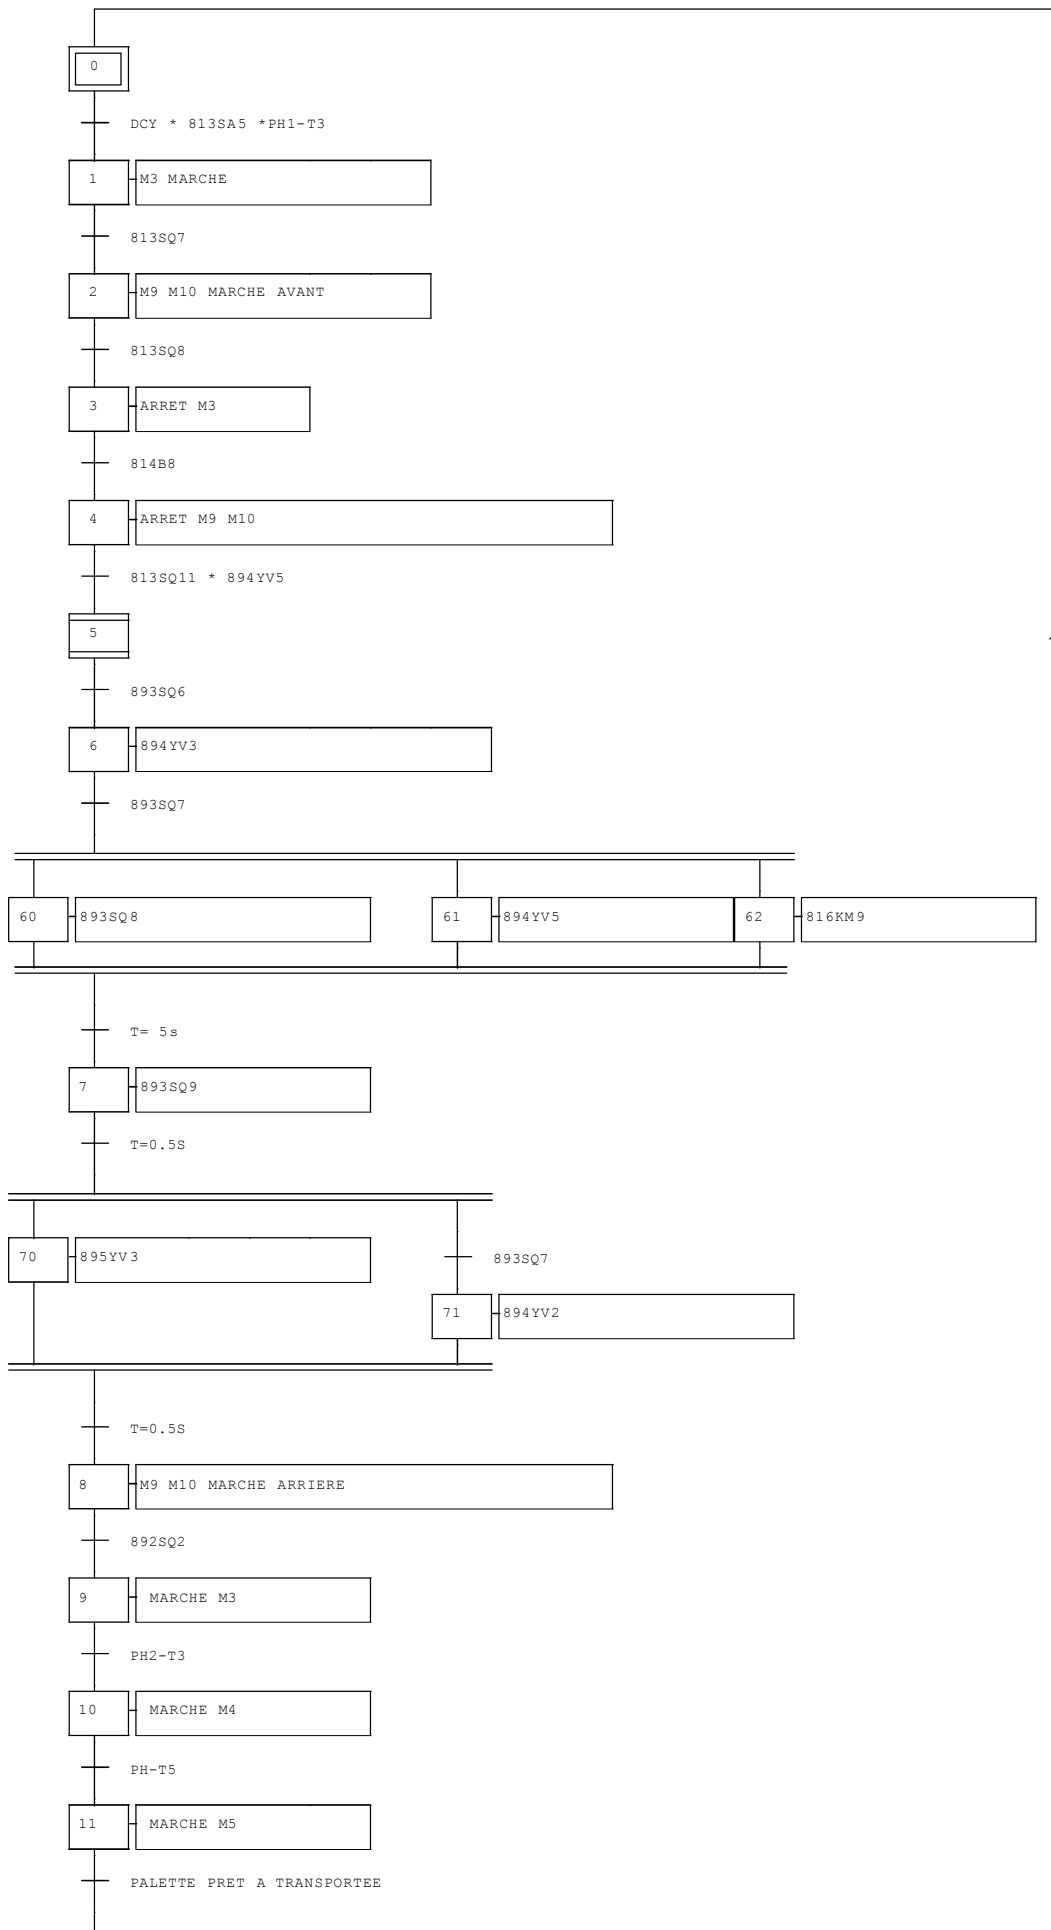 0
DCY * 813SA5 *PH1-T3
1 M3 MARCHE
813SQ7
2 M9 M10 MARCHE AVANT
813SQ8
3 ARRET M3
814B8
4 ARRET M9 M10
813SQ11 * 894YV5
5
893SQ6
6 894YV3
893SQ7
60 893SQ8 61 894YV5 62 816KM9
T= 5s
7 893SQ9
T=0.5S
70 895YV3 893SQ7
71 894YV2
T=0.5S
8 M9 M10 MARCHE ARRIERE
892SQ2
9 MARCHE M3
PH2-T3
10 MARCHE M4
PH-T5
11 MARCHE M5
PALETTE PRET A TRANSPORTEE